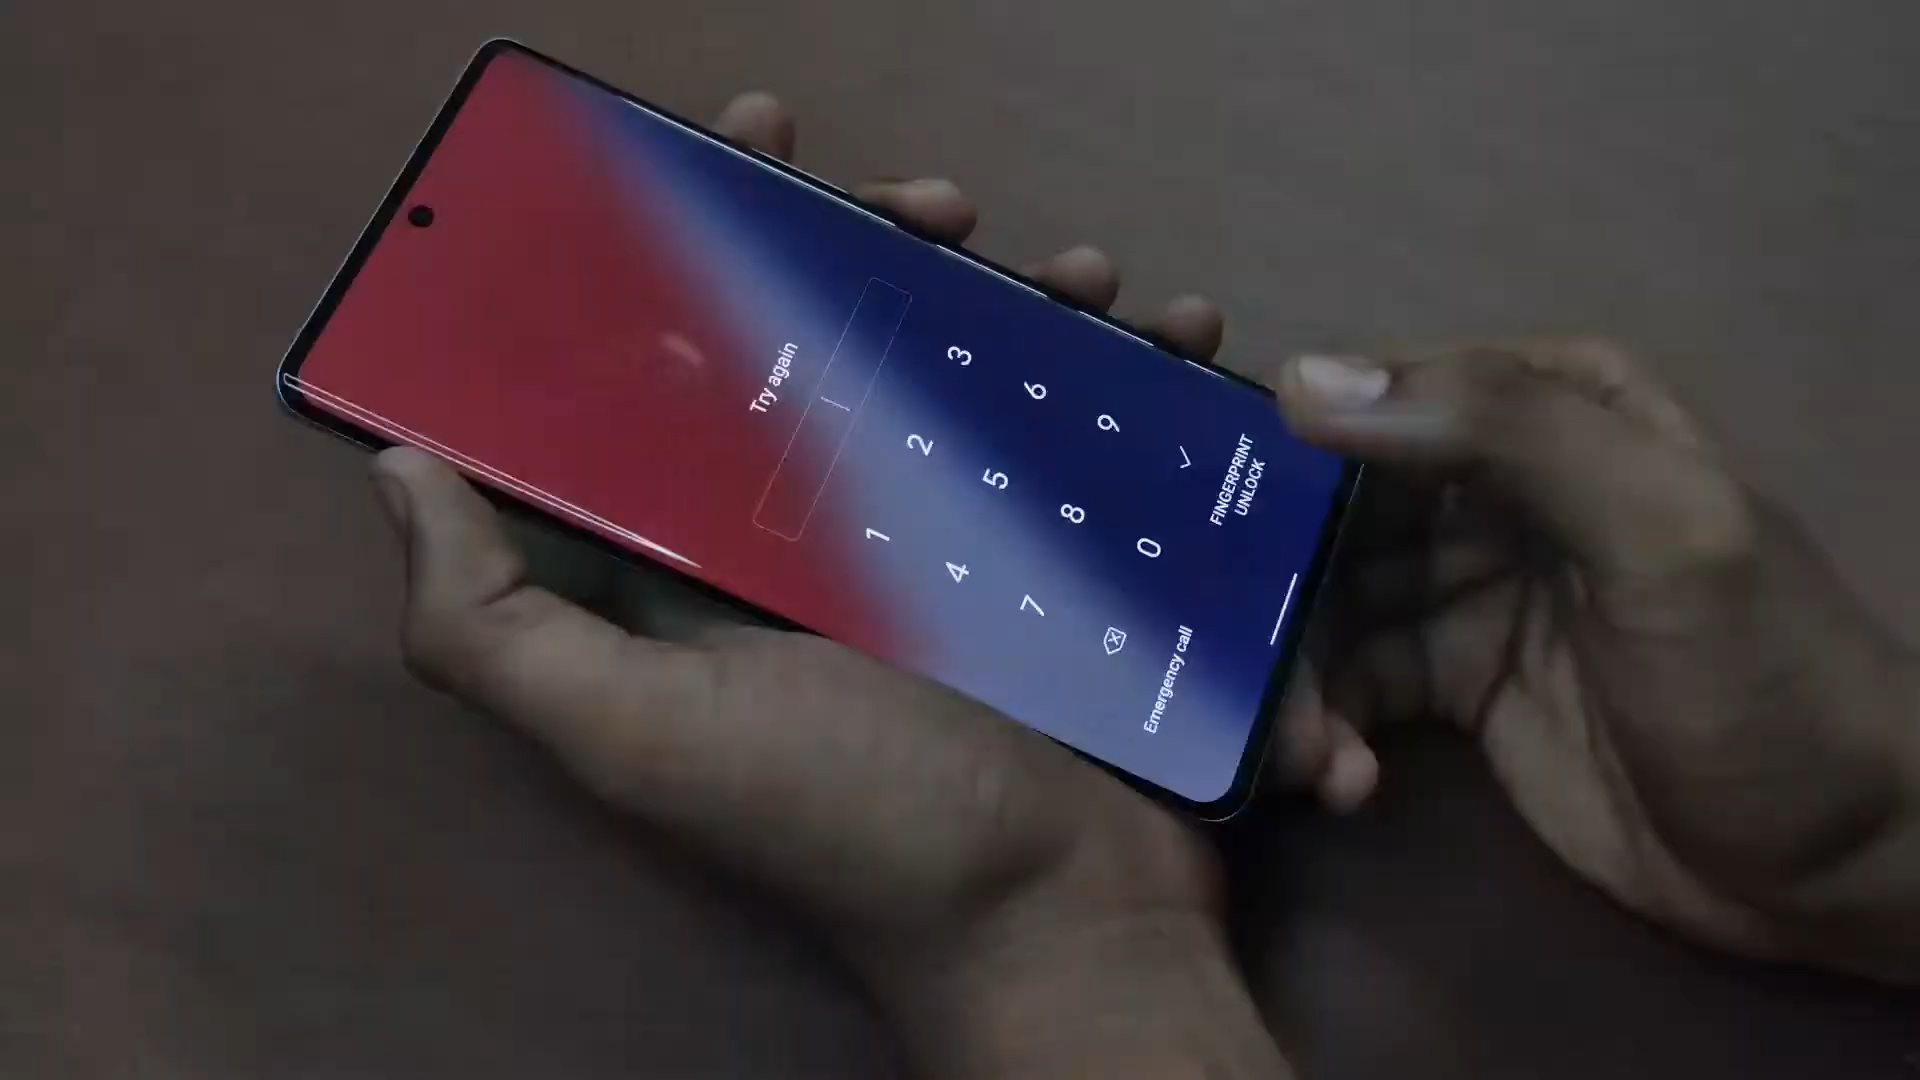 Try again
1 2 3
4 5 6
7 8 9
0
FINGERPRINT
UNLOCK
Emergency call